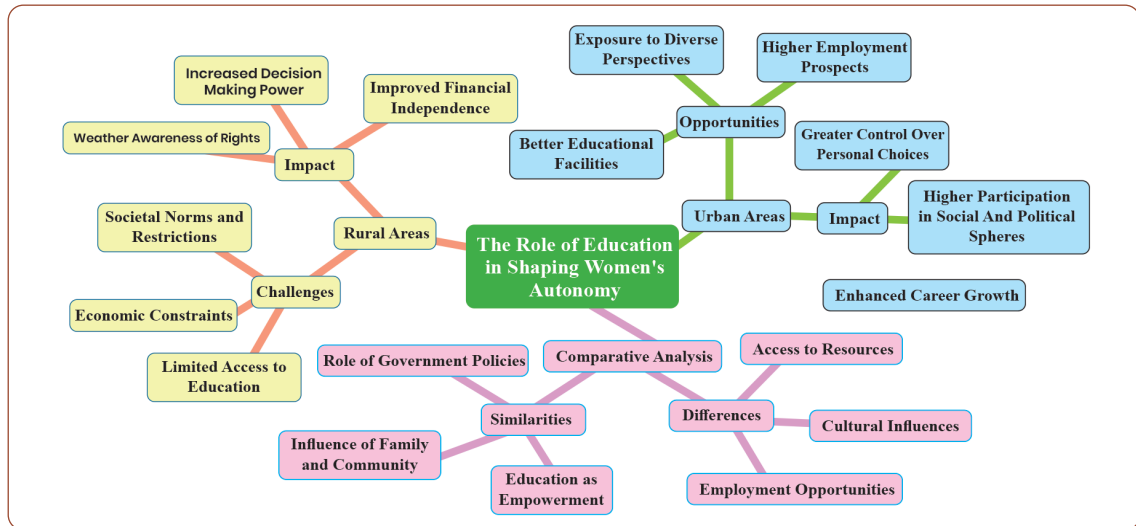 Increased Decision
Making Power
Improved Financial
Independence
Weather Awareness of Rights
Impact
Societal Norms and
Restrictions
Rural Areas
Challenges
Economic Constraints
Limited Access to
Education
The Role of Education
in Shaping Women's
Autonomy
Exposure to Diverse
Perspectives
Higher Employment
Prospects
Opportunities
Better Educational
Facilities
Greater Control Over
Personal Choices
Urban Areas
Impact
Higher Participation
in Social And Political
Spheres
Enhanced Career Growth
Comparative Analysis
Role of Government Policies
Similarities
Influence of Family
and Community
Education as
Empowerment
Access to Resources
Differences
Cultural Influences
Employment Opportunities